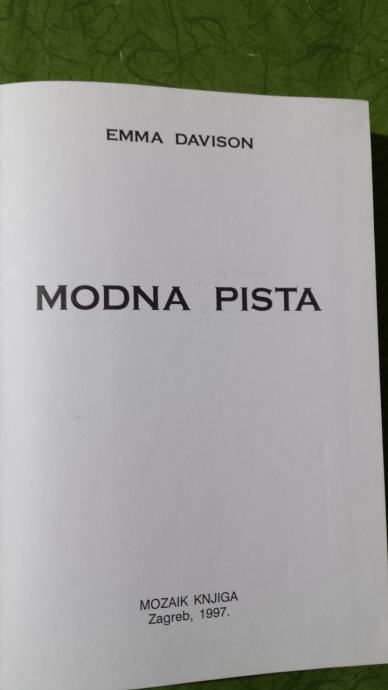 EMMA DAVISON
MODNA PISTA
MOZAIK KNJIGA
Zagreb, 1997.